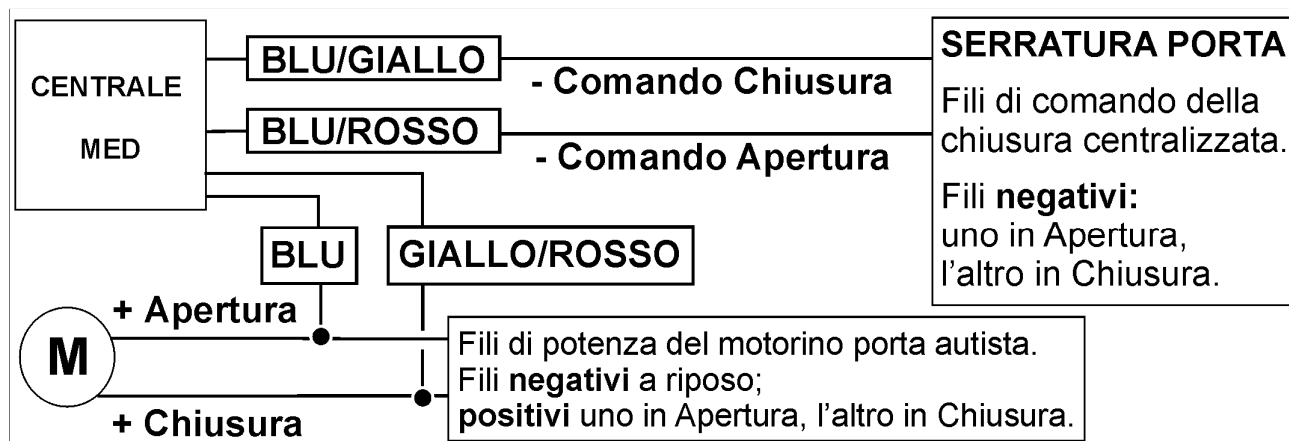 CENTRALE
MED
BLU/GIALLO
- Comando Chiusura
BLU/ROSSO
- Comando Apertura
SERRATURA PORTA
Fili di comando della
chiusura centralizzata.
Fili negativi:
uno in Apertura,
l'altro in Chiusura.
BLU
GIALLO/ROSSO
+ Apertura
M
+ Chiusura
Fili di potenza del motorino porta autista.
Fili negativi a riposo;
positivi uno in Apertura, l'altro in Chiusura.